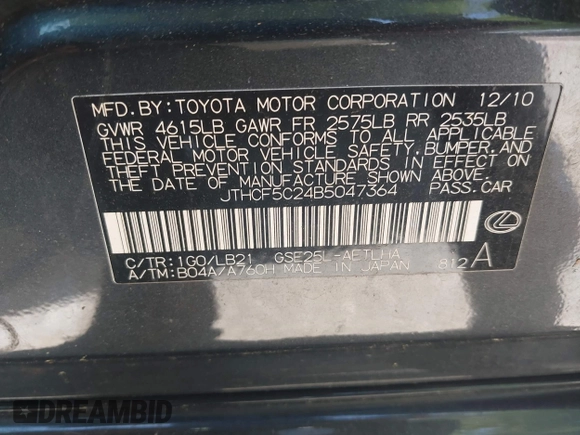 MFD. BY: TOYOTA MOTOR CORPORATION 12/10
GVWR 4615LB GAWR FR 2575LB RR 2535LB
THIS VEHICLE CONFORMS TO ALL APPLICABLE
FEDERAL MOTOR VEHICLE SAFETY, BUMPER, AND
THEFT PREVENTION STANDARDS IN EFFECT ON
THE DATE OF MANUFACTURE SHOWN ABOVE.
JTHCF5C24B5047364 PASS. CAR
C/TR: 1G0/LB21 GSE25L-AETLHA
A/TM: B04A/A760H MADE IN JAPAN 812 A
DREAMBID